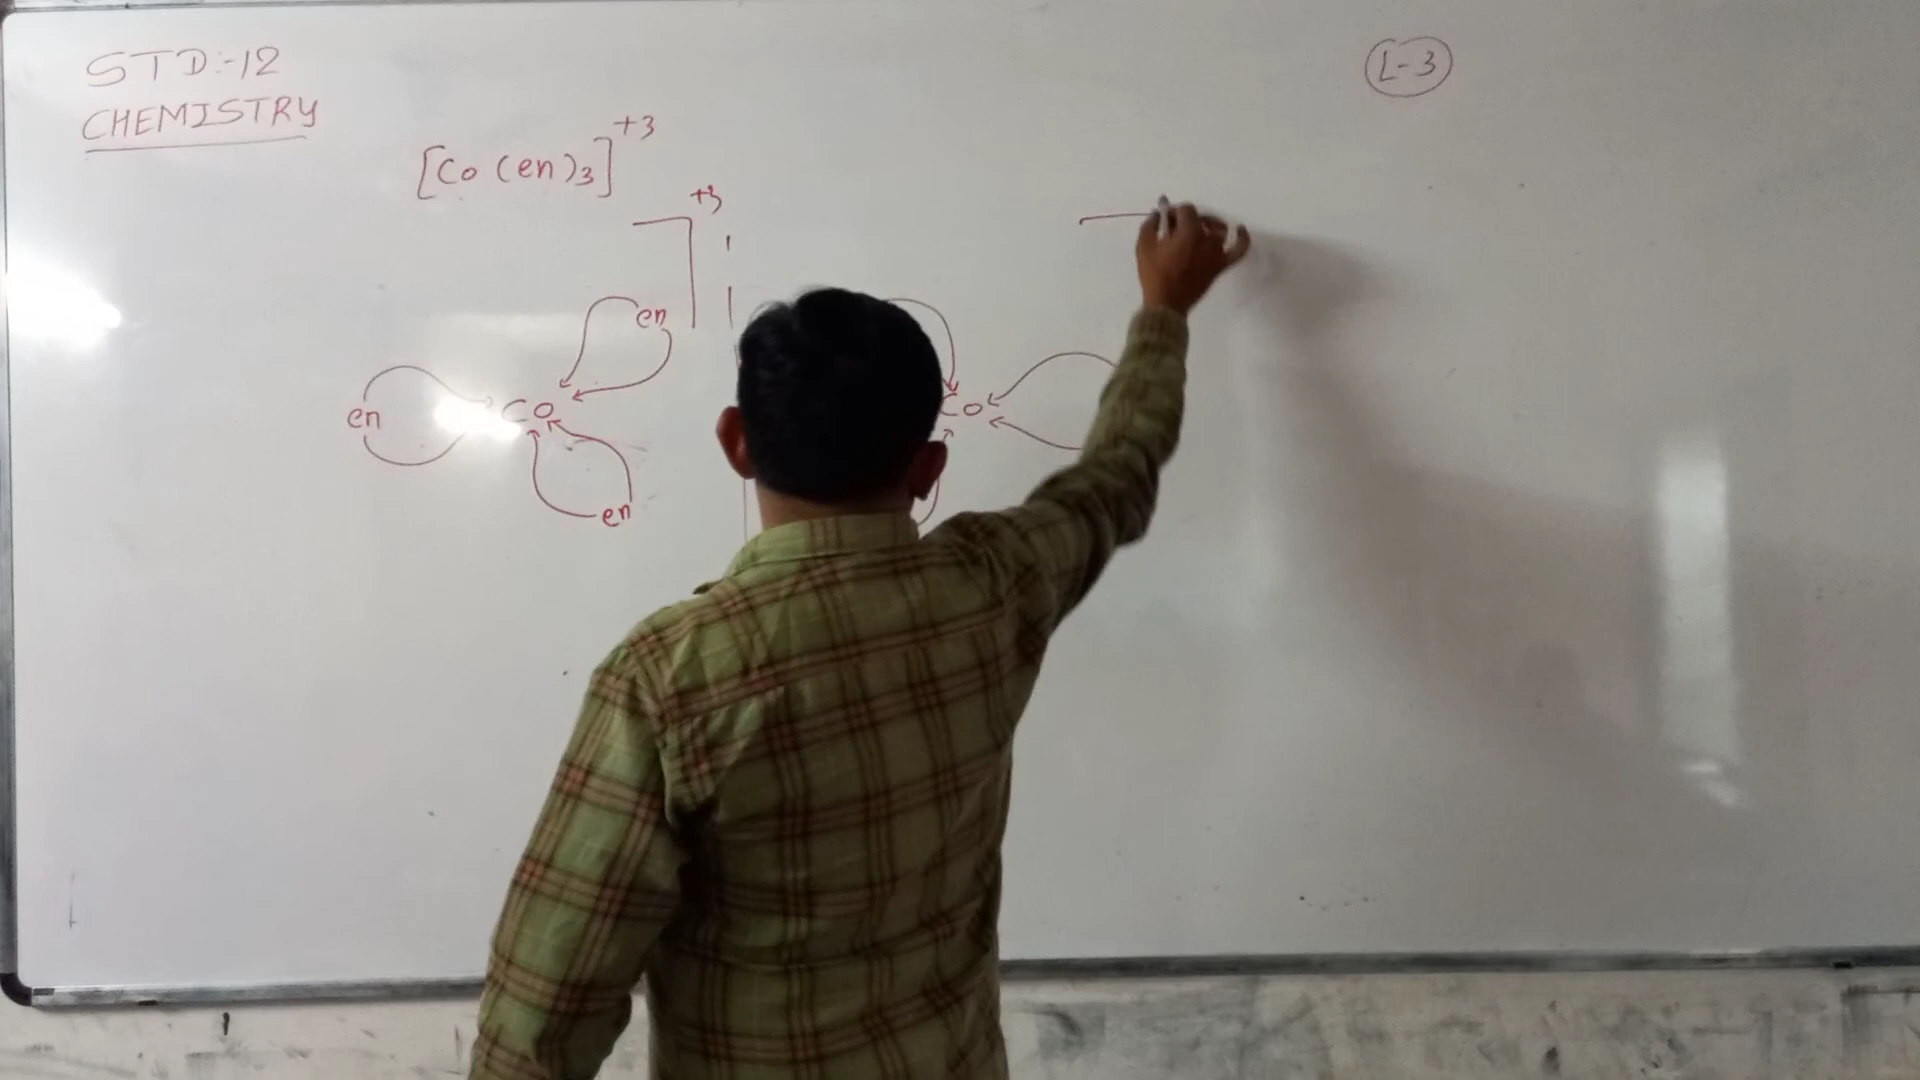 STD:-12
L-3
CHEMISTRY
[Co (en)3]+3
+3
en
en
Co
Co
en